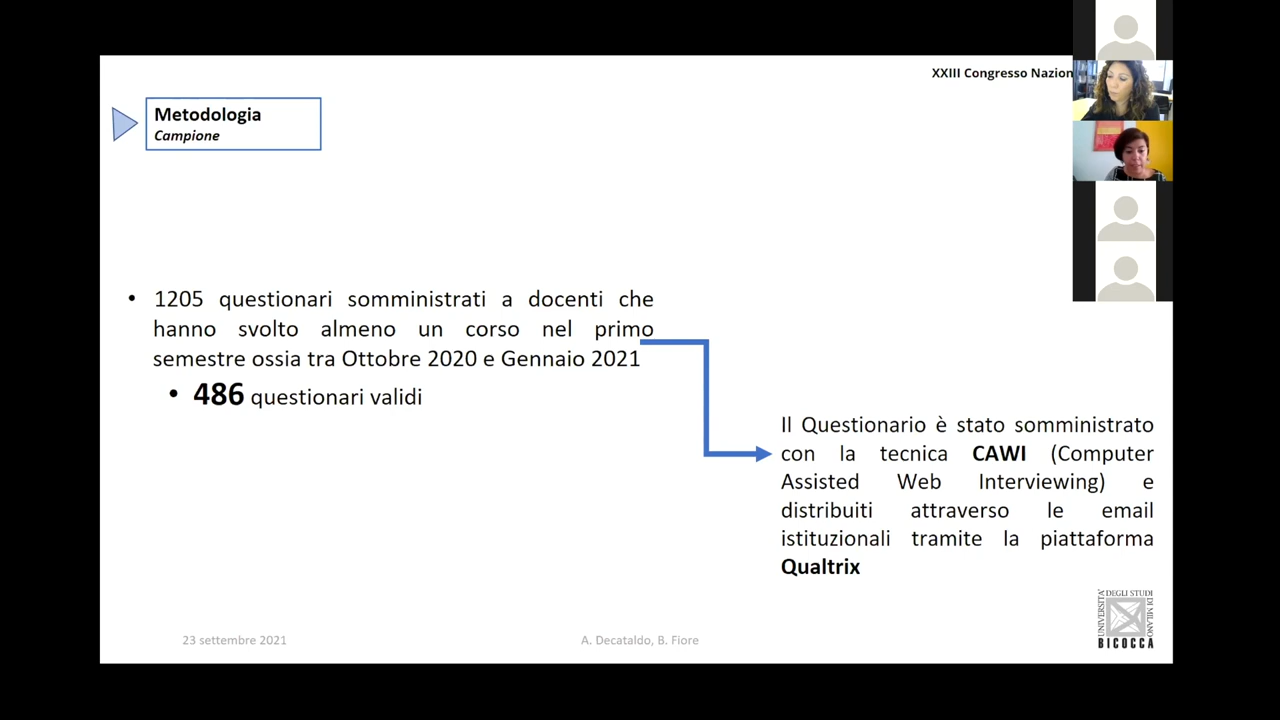 XXIII Congresso Nazion
Metodologia
Campione
• 1205 questionari somministrati a docenti che
hanno svolto almeno un corso nel primo
semestre ossia tra Ottobre 2020 e Gennaio 2021
• 486 questionari validi
Il Questionario è stato somministrato
con la tecnica CAWI (Computer
Assisted Web Interviewing) e
distribuiti attraverso le email
istituzionali tramite la piattaforma
Qualtrix
23 settembre 2021
A. Decataldo, B. Fiore
UNIVERSITÀ
DEGLI STUDI
DI MILANO
BICOCCA